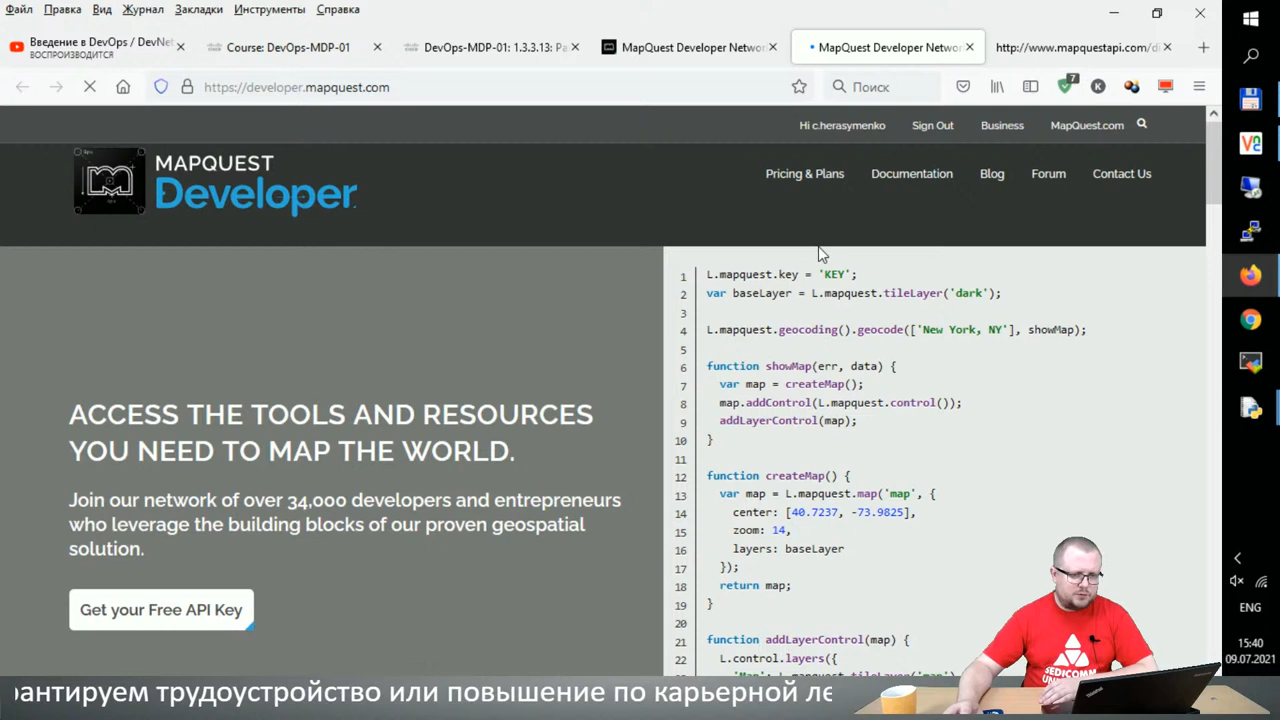 Файл Правка Вид Журнал Закладки Инструменты Справка
Введение в DevOps / DevNet
ВОСПРОИЗВОДИТСЯ
Course: DevOps-MDP-01
DevOps-MDP-01: 1.3.3.13: Pa
MapQuest Developer Networ
MapQuest Developer Networ
http://www.mapquestapi.com/di
https://developer.mapquest.com
Поиск
7
Hi c.herasymenko Sign Out Business MapQuest.com
MAPQUEST
Developer
Pricing & Plans Documentation Blog Forum Contact Us
ACCESS THE TOOLS AND RESOURCES
YOU NEED TO MAP THE WORLD.
Join our network of over 34,000 developers and entrepreneurs
who leverage the building blocks of our proven geospatial
solution.
Get your Free API Key
1 L.mapquest.key = 'KEY';
2 var baseLayer = L.mapquest.tileLayer('dark');
3
4 L.mapquest.geocoding().geocode(['New York, NY'], showMap);
5
6 function showMap(err, data) {
7 var map = createMap();
8 map.addControl(L.mapquest.control());
9 addLayerControl(map);
10 }
11
12 function createMap() {
13 var map = L.mapquest.map('map', {
14 center: [40.7237, -73.9825],
15 zoom: 14,
16 layers: baseLayer
17 });
18 return map;
19 }
20
21 function addLayerControl(map) {
22 L.control.layers({
SEDICOMM
ENG
15:40
09.07.2021
рантируем трудоустройство или повышение по карьерной ле